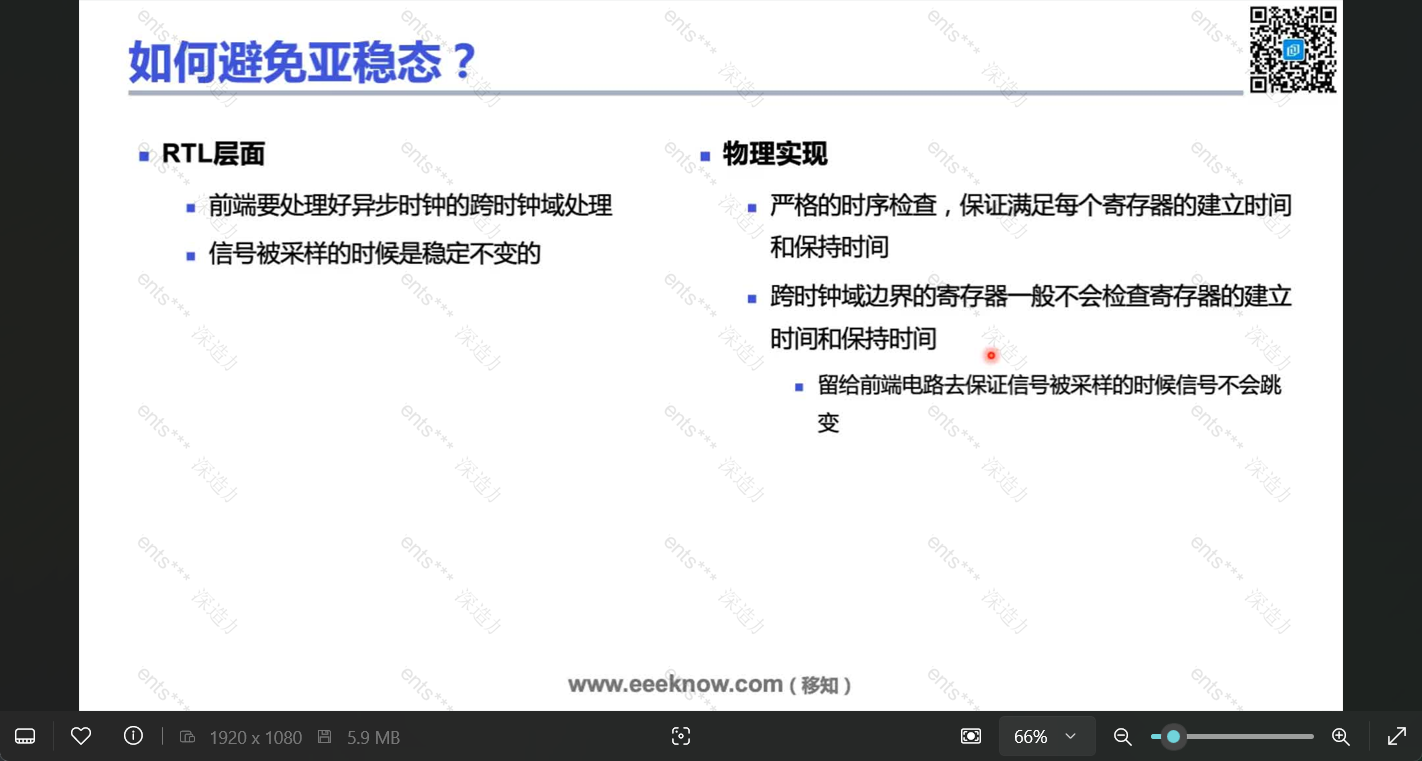 如何避免亚稳态？
RTL层面
前端要处理好异步时钟的跨时钟域处理
信号被采样的时候是稳定不变的
物理实现
严格的时序检查，保证满足每个寄存器的建立时间
和保持时间
跨时钟域边界的寄存器一般不会检查寄存器的建立
时间和保持时间
留给前端电路去保证信号被采样的时候信号不会跳
变
ents*** 深造ノ
www.eeeknow.com（移知）
1920 x 1080
5.9 MB
66%